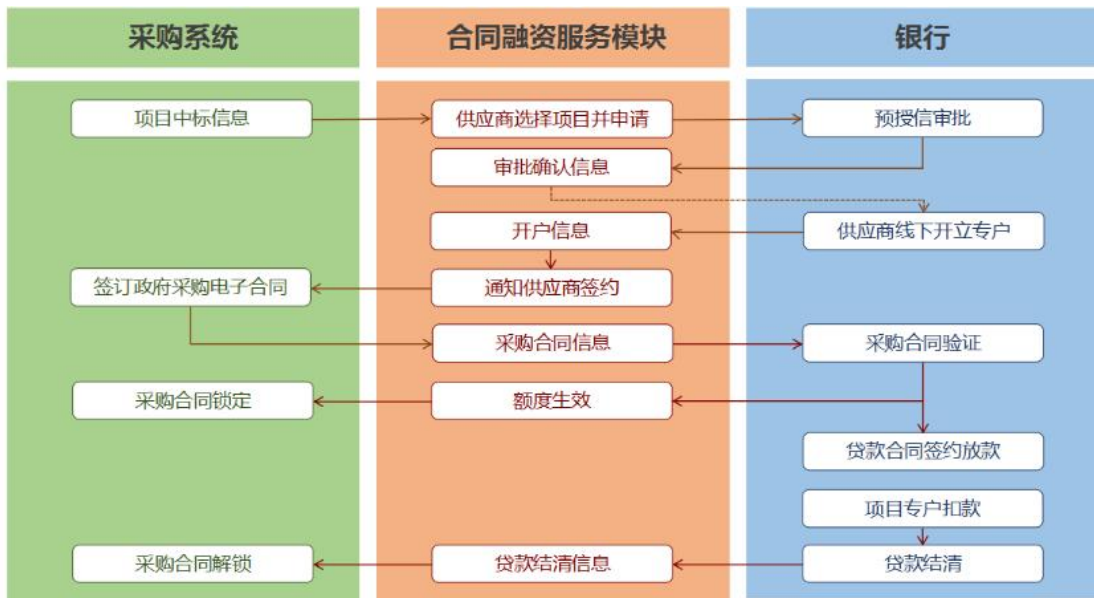 采购系统
合同融资服务模块
银行
项目中标信息
供应商选择项目并申请
预授信审批
审批确认信息
开户信息
供应商线下开立专户
签订政府采购电子合同
通知供应商签约
采购合同信息
采购合同验证
采购合同锁定
额度生效
贷款合同签约放款
项目专户扣款
采购合同解锁
贷款结清信息
贷款结清